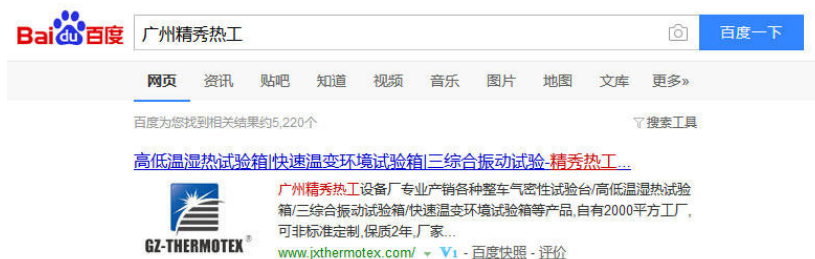 Bai du 百度 广州精秀热工 百度一下
网页 资讯 贴吧 知道 视频 音乐 图片 地图 文库 更多»
百度为您找到相关结果约5,220个 搜索工具
高低温湿热试验箱|快速温变环境试验箱|三综合振动试验-精秀热工...
广州精秀热工设备厂专业产销各种整车气密性试验台/高低温湿热试验
箱/三综合振动试验箱/快速温变环境试验箱等产品,自有2000平方工厂,
可非标准定制,保质2年,厂家...
GZ-THERMOTEX®
www.jxthermotex.com/ V1 - 百度快照 - 评价